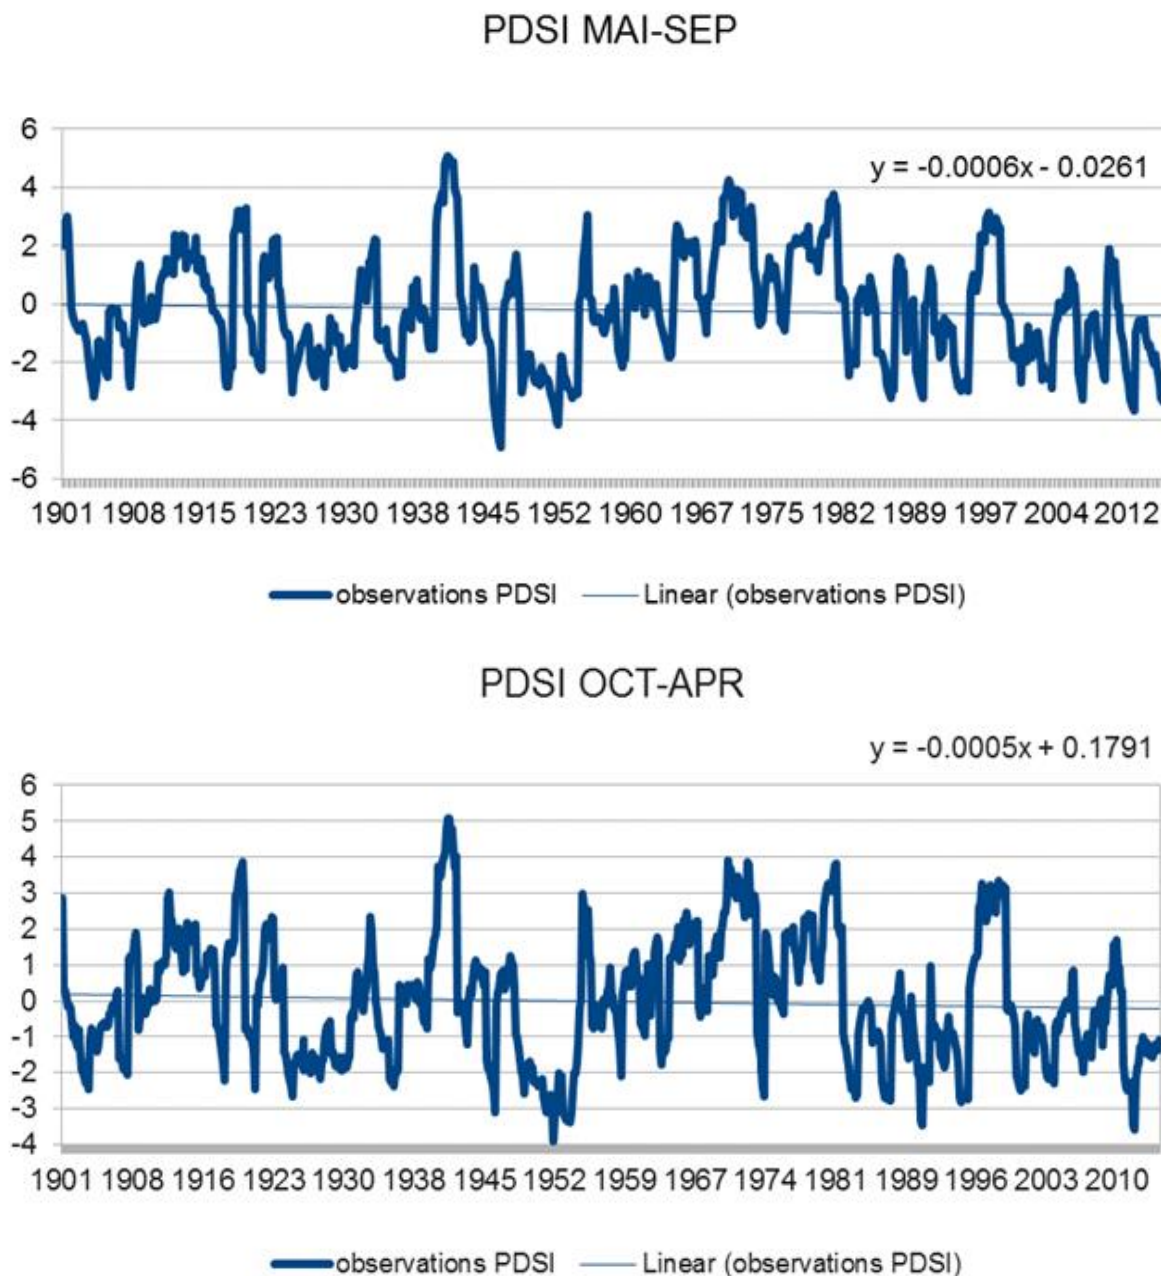 PDSI MAI-SEP
y = -0.0006x - 0.0261
6
4
2
0
-2
-4
-6
1901 1908 1915 1923 1930 1938 1945 1952 1960 1967 1975 1982 1989 1997 2004 2012
observations PDSI Linear (observations PDSI)
PDSI OCT-APR
y = -0.0005x + 0.1791
6
5
4
3
2
1
0
-1
-2
-3
-4
1901 1908 1916 1923 1930 1938 1945 1952 1959 1967 1974 1981 1989 1996 2003 2010
observations PDSI Linear (observations PDSI)